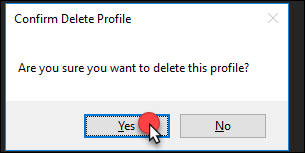 Confirm Delete Profile
Are you sure you want to delete this profile?
Yes No